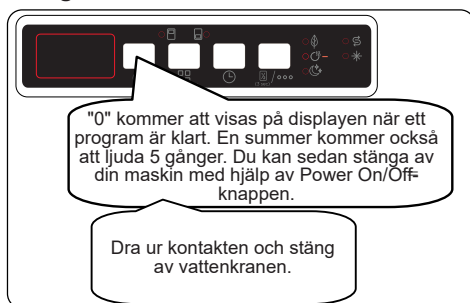 "0" kommer att visas på displayen när ett
program är klart. En summer kommer också
att ljuda 5 gånger. Du kan sedan stänga av
din maskin med hjälp av Power On/Off-
knappen.
Dra ur kontakten och stäng
av vattenkranen.